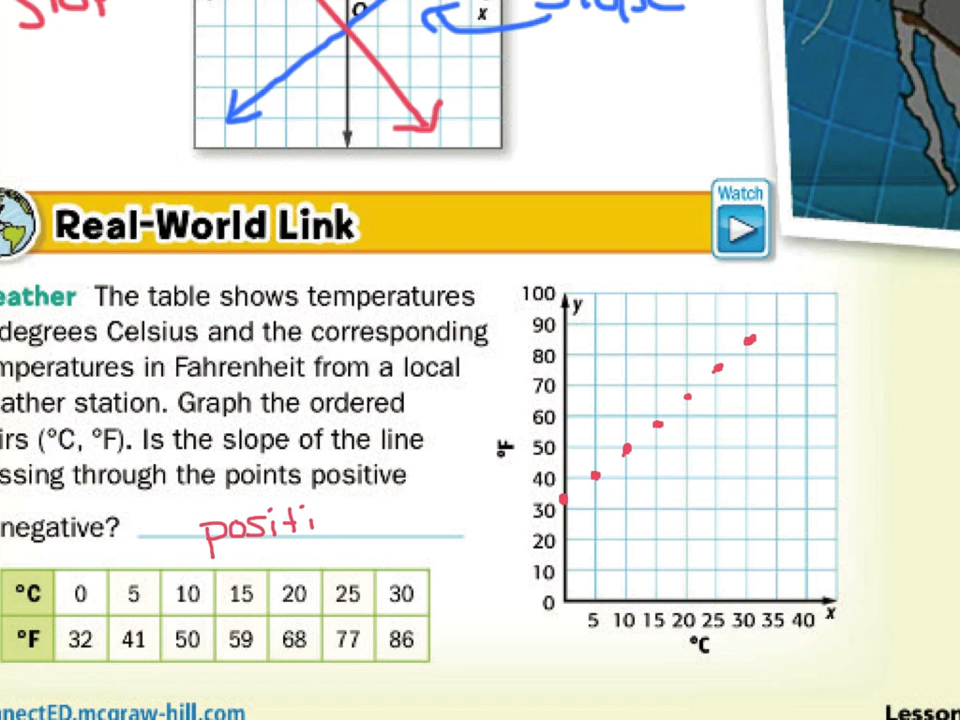 Slop
O
x
slope
Real-World Link
Watch
eather The table shows temperatures
degrees Celsius and the corresponding
mperatures in Fahrenheit from a local
ather station. Graph the ordered
irs (°C, °F). Is the slope of the line
ssing through the points positive
negative? positi
°C 0 5 10 15 20 25 30
°F 32 41 50 59 68 77 86
100 y
90
80
70
60
50
40
30
20
10
0
°F
5 10 15 20 25 30 35 40 x
°C
nnectED.mcgraw-hill.com
Lesson